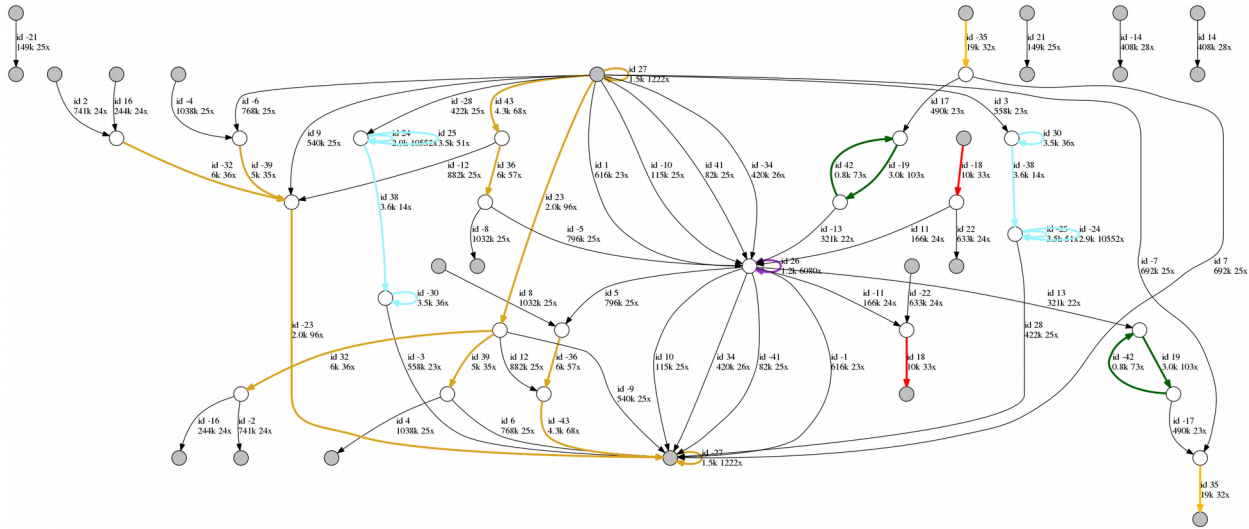 id -21
149k 25x
id -35
19k 32x
id 21
149k 25x
id -14
408k 28x
id 14
408k 28x
id 27
1.5k 1222x
id 2
741k 24x
id 16
244k 24x
id -4
1038k 25x
id -6
768k 25x
id 9
540k 25x
id -28
422k 25x
id 24
2.9k 10552x
id 25
3.5k 51x
id 43
4.3k 68x
id 17
490k 23x
id 3
558k 23x
id 30
3.5k 36x
id -32
6k 36x
id -39
5k 35x
id -12
882k 25x
id 36
6k 57x
id 1
616k 23x
id -10
115k 25x
id 41
82k 25x
id -34
420k 26x
id 42
0.8k 73x
id -19
3.0k 103x
id -18
10k 33x
id -38
3.6k 14x
id 38
3.6k 14x
id 23
2.0k 96x
id -8
1032k 25x
id -5
796k 25x
id -13
321k 22x
id 11
166k 24x
id 22
633k 24x
id -25
3.5k 51x
id -24
2.9k 10552x
id -7
692k 25x
id 7
692k 25x
id 26
1.2k 6080x
id -30
3.5k 36x
id 8
1032k 25x
id 5
796k 25x
id -11
166k 24x
id -22
633k 24x
id 13
321k 22x
id -23
2.0k 96x
id 28
422k 25x
id 32
6k 36x
id -3
558k 23x
id 39
5k 35x
id 12
882k 25x
id -36
6k 57x
id -9
540k 25x
id 10
115k 25x
id 34
420k 26x
id -41
82k 25x
id -1
616k 23x
id 18
10k 33x
id -42
0.8k 73x
id 19
3.0k 103x
id -16
244k 24x
id -2
741k 24x
id 4
1038k 25x
id 6
768k 25x
id -43
4.3k 68x
id -17
490k 23x
id -27
1.5k 1222x
id 35
19k 32x